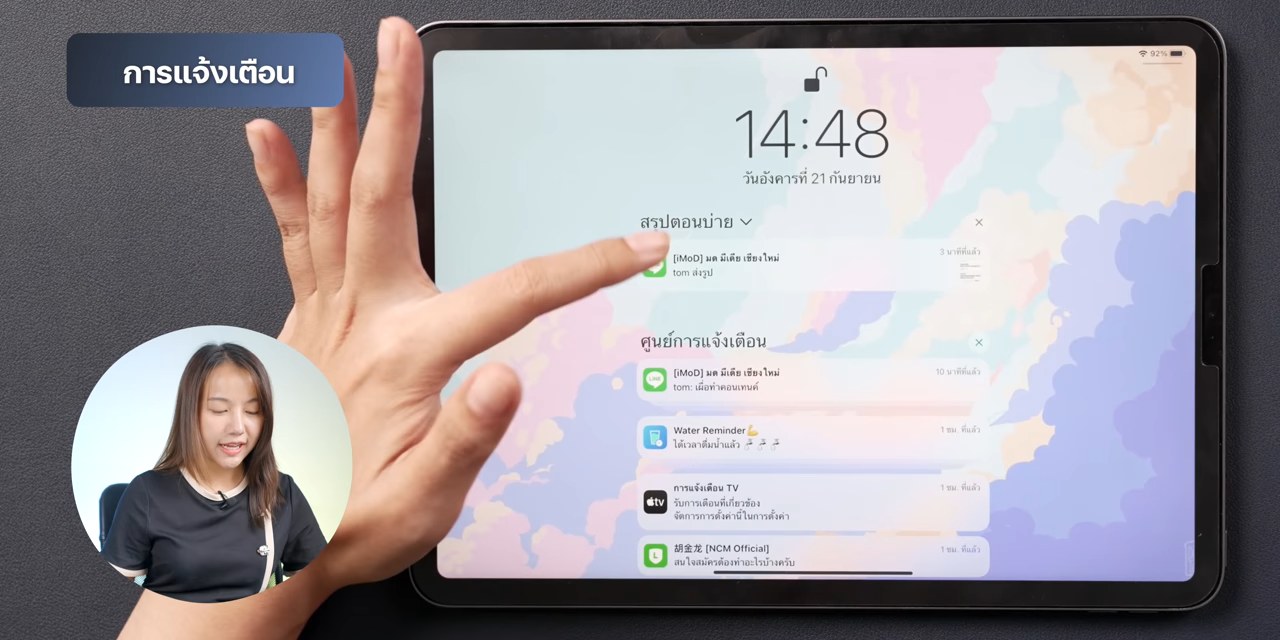 การแจ้งเตือน
92%
14:48
วันอังคารที่ 21 กันยายน
สรุปตอนบ่าย
[iMoD] มด มีเดีย เชียงใหม่
3 นาทีที่แล้ว
tom ส่งรูป
ศูนย์การแจ้งเตือน
LINE
[iMoD] มด มีเดีย เชียงใหม่
10 นาทีที่แล้ว
tom: เผื่อทำคอนเทนค์
Water Reminder💪
1 ชม. ที่แล้ว
ได้เวลาดื่มน้ำแล้ว
tv
การแจ้งเตือน TV
1 ชม. ที่แล้ว
รับการเตือนที่เกี่ยวข้อง
จัดการการตั้งค่านี้ในการตั้งค่า
L
胡金龙 [NCM Official]
1 ชม. ที่แล้ว
สนใจสมัครต้องทำอะไรบ้างครับ